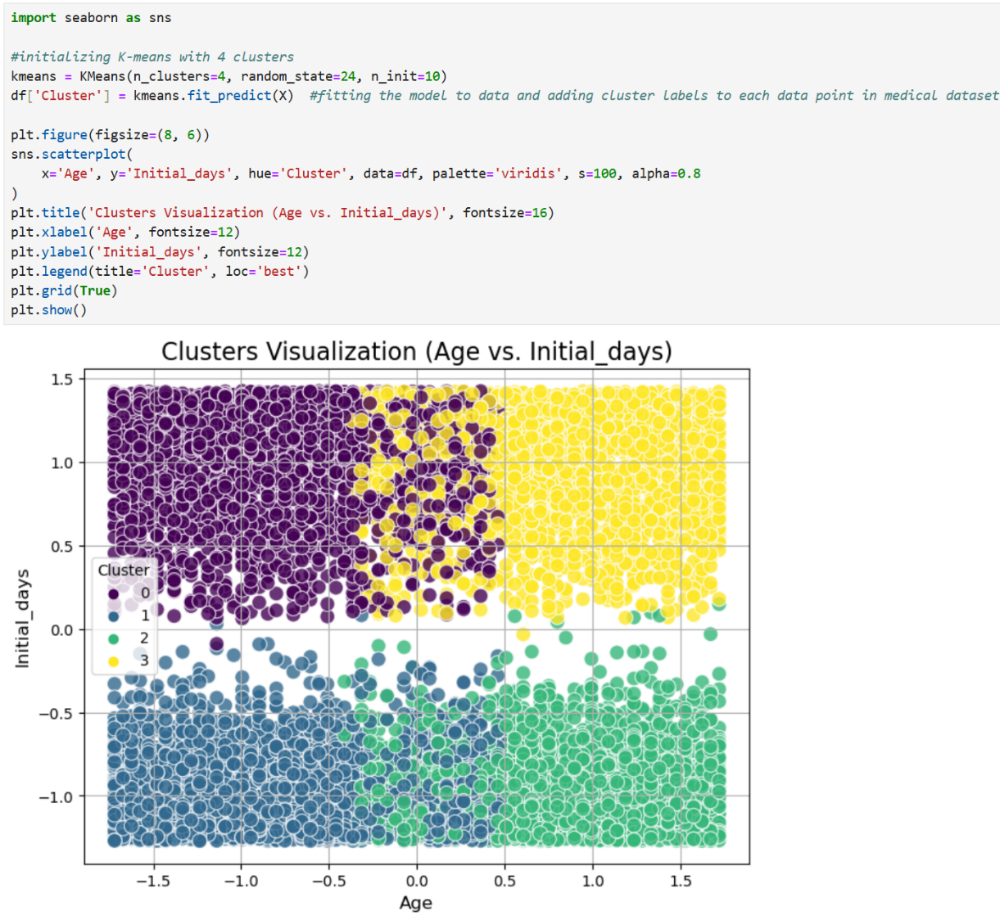 import seaborn as sns
#initializing K-means with 4 clusters
kmeans = KMeans(n_clusters=4, random_state=24, n_init=10)
df['Cluster'] = kmeans.fit_predict(X)  #fitting the model to data and adding cluster labels to each data point in medical dataset
plt.figure(figsize=(8, 6))
sns.scatterplot(
    x='Age', y='Initial_days', hue='Cluster', data=df, palette='viridis', s=100, alpha=0.8
)
plt.title('Clusters Visualization (Age vs. Initial_days)', fontsize=16)
plt.xlabel('Age', fontsize=12)
plt.ylabel('Initial_days', fontsize=12)
plt.legend(title='Cluster', loc='best')
plt.grid(True)
plt.show()
Clusters Visualization (Age vs. Initial_days)
1.5
1.0
0.5
0.0
−0.5
−1.0
Initial_days
Cluster
0
1
2
3
−1.5 −1.0 −0.5 0.0 0.5 1.0 1.5
Age